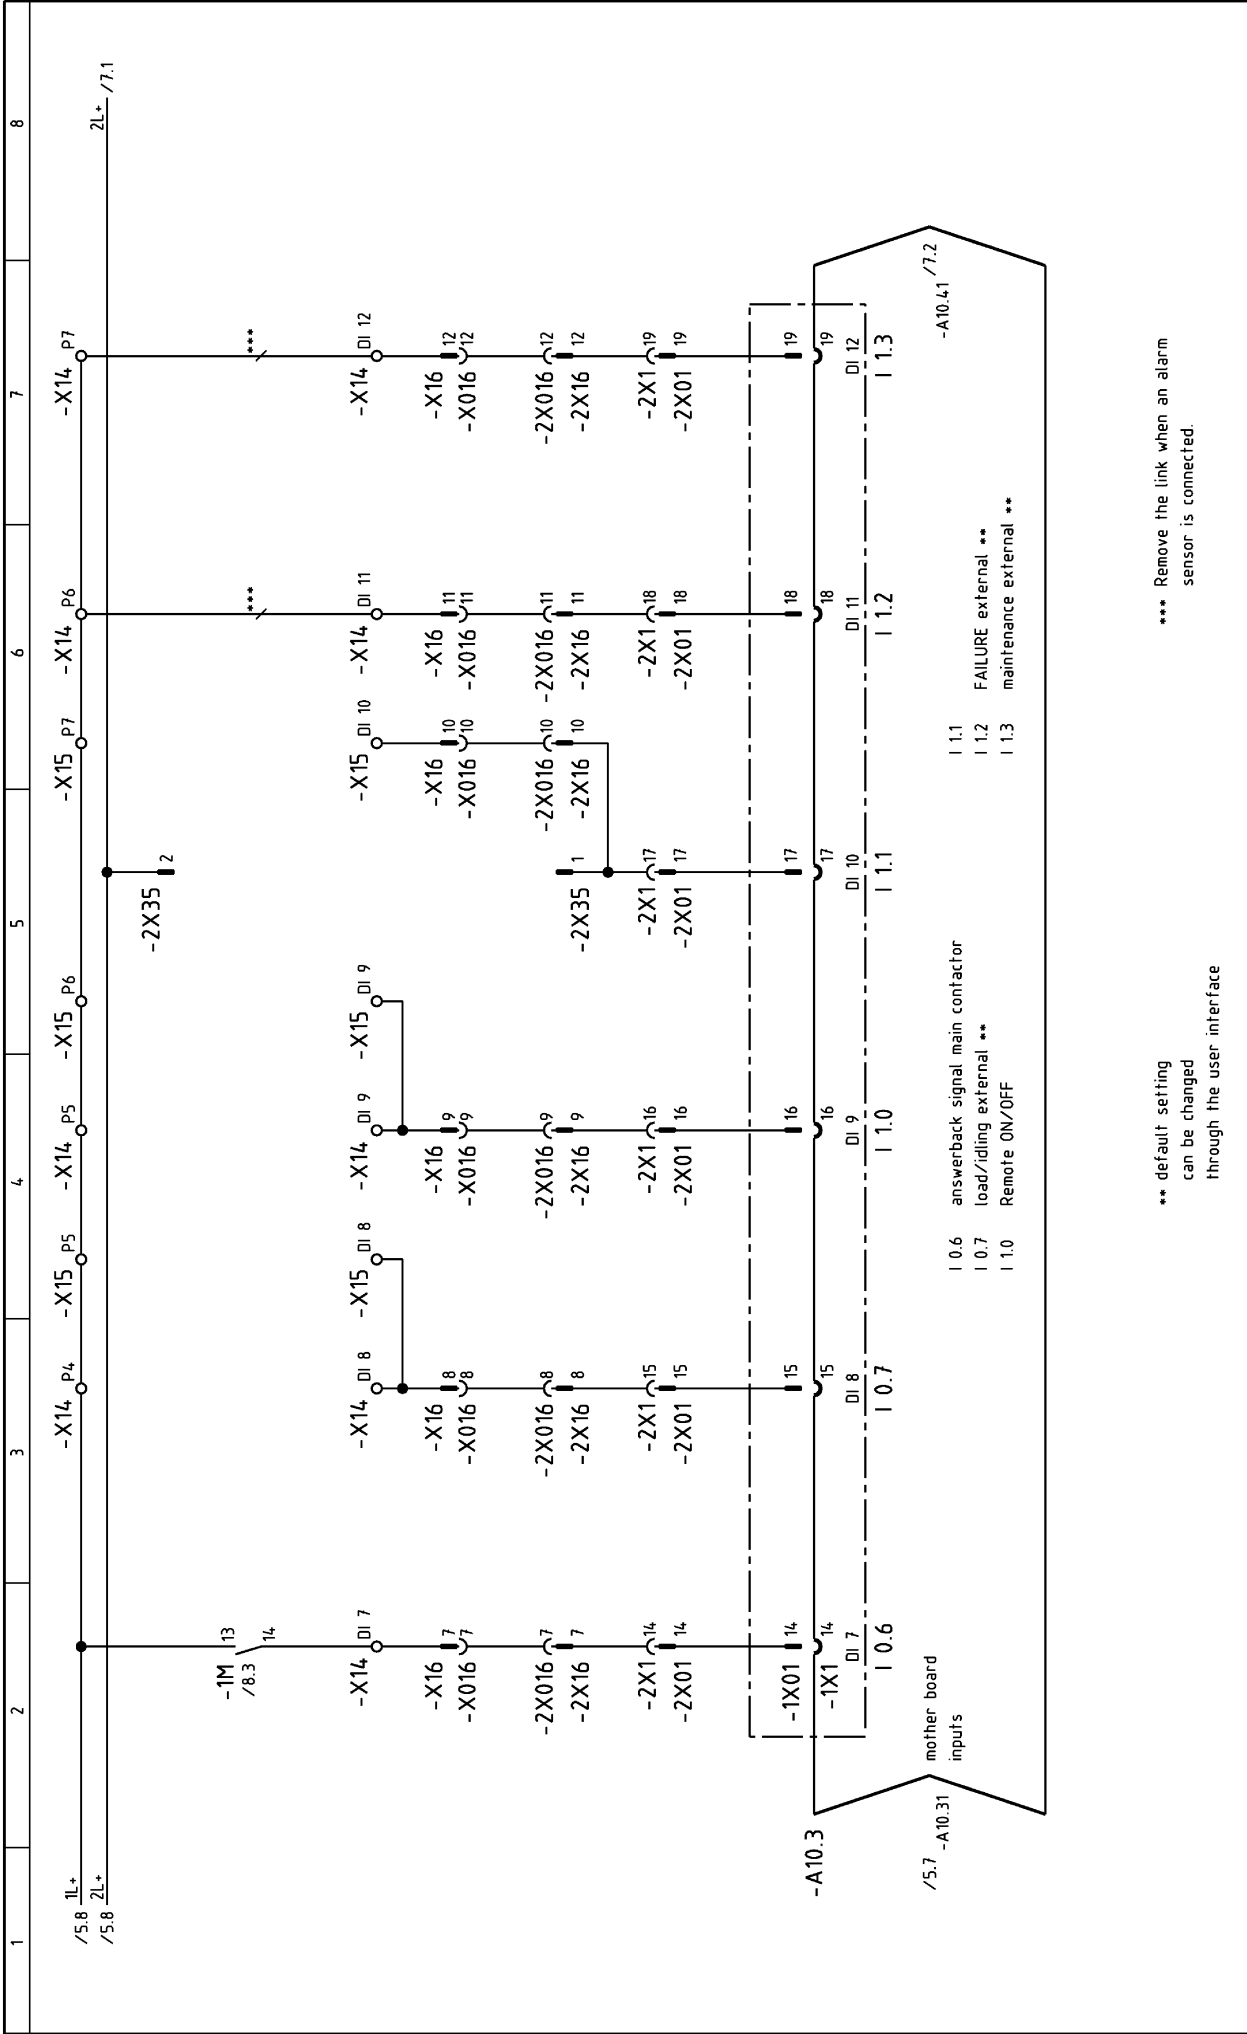 1 2 3 4 5 6 7 8
/5.8 1L+
/5.8 2L+
2L+ /7.1
-X14 P4
-X15 P5
-X14 P5
-X15 P6
-X15 P7
-X14 P6
-X14 P7
-2X35 2
-1M 13
/8.3 14
***
***
-X14 DI 7
-X14 DI 8
-X15 DI 8
-X14 DI 9
-X15 DI 9
-X15 DI 10
-X14 DI 11
-X14 DI 12
-X16 7
-X016 7
-X16 8
-X016 8
-X16 9
-X016 9
-X16 10
-X016 10
-X16 11
-X016 11
-X16 12
-X016 12
-2X016 7
-2X16 7
-2X016 8
-2X16 8
-2X016 9
-2X16 9
-2X35 1
-2X016 10
-2X16 10
-2X016 11
-2X16 11
-2X016 12
-2X16 12
-2X1 14
-2X01 14
-2X1 15
-2X01 15
-2X1 16
-2X01 16
-2X1 17
-2X01 17
-2X1 18
-2X01 18
-2X1 19
-2X01 19
-1X01 14
15
16
17
18
19
-A10.3
-1X1 14
15
16
17
18
19
DI 7
DI 8
DI 9
DI 10
DI 11
DI 12
I 0.6
I 0.7
I 1.0
I 1.1
I 1.2
I 1.3
/5.7 -A10.31
mother board
inputs
-A10.41 /7.2
I 0.6 answerback signal main contactor
I 0.7 load/idling external **
I 1.0 Remote ON/OFF
I 1.1
I 1.2 FAILURE external **
I 1.3 maintenance external **
** default setting
can be changed
through the user interface
*** Remove the link when an alarm
sensor is connected.